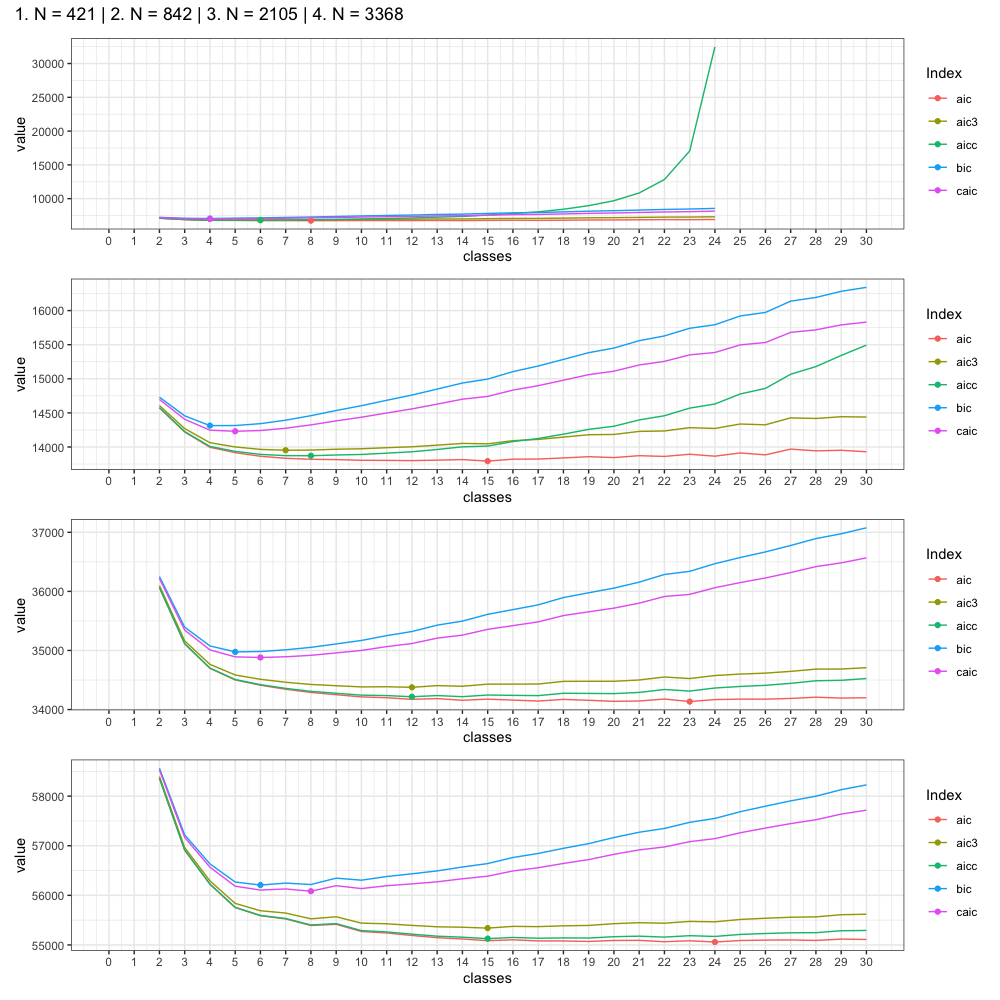 1. N = 421 | 2. N = 842 | 3. N = 2105 | 4. N = 3368
30000
25000
20000
15000
10000
value
0 1 2 3 4 5 6 7 8 9 10 11 12 13 14 15 16 17 18 19 20 21 22 23 24 25 26 27 28 29 30
classes
Index
aic
aic3
aicc
bic
caic
16000
15500
15000
14500
14000
value
0 1 2 3 4 5 6 7 8 9 10 11 12 13 14 15 16 17 18 19 20 21 22 23 24 25 26 27 28 29 30
classes
Index
aic
aic3
aicc
bic
caic
37000
36000
35000
34000
value
0 1 2 3 4 5 6 7 8 9 10 11 12 13 14 15 16 17 18 19 20 21 22 23 24 25 26 27 28 29 30
classes
Index
aic
aic3
aicc
bic
caic
58000
57000
56000
55000
value
0 1 2 3 4 5 6 7 8 9 10 11 12 13 14 15 16 17 18 19 20 21 22 23 24 25 26 27 28 29 30
classes
Index
aic
aic3
aicc
bic
caic